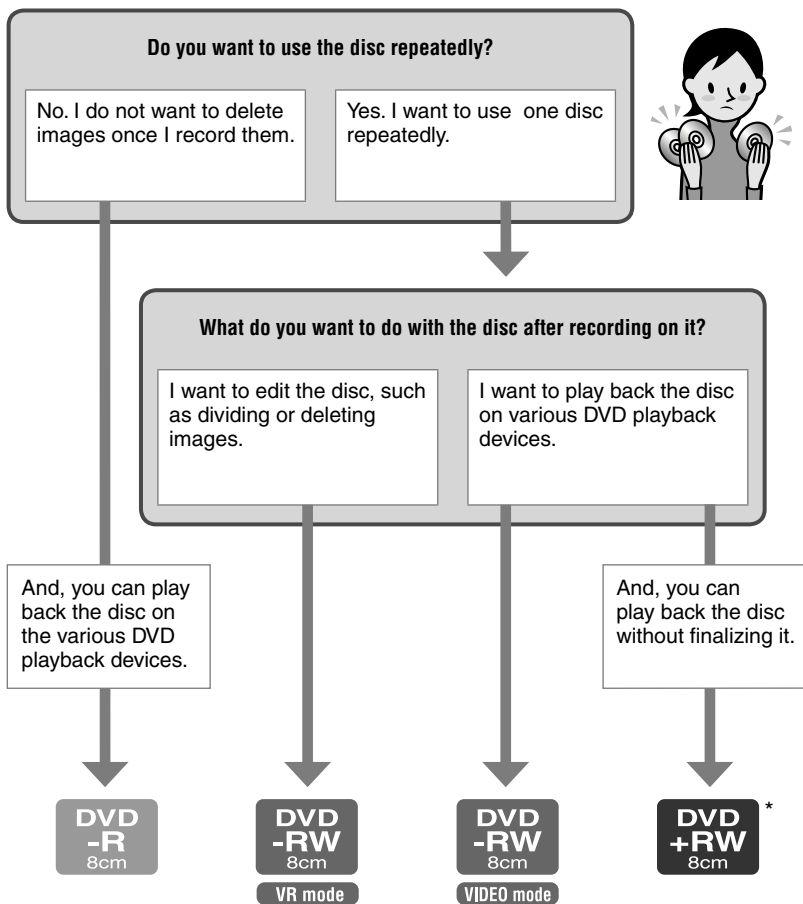 Do you want to use the disc repeatedly?
No. I do not want to delete
images once I record them.
Yes. I want to use one disc
repeatedly.
What do you want to do with the disc after recording on it?
I want to edit the disc, such
as dividing or deleting
images.
I want to play back the disc
on various DVD playback
devices.
And, you can play
back the disc on
the various DVD
playback devices.
And, you can
play back the disc
without finalizing it.
DVD
-R
8cm
DVD
-RW
8cm
VR mode
DVD
-RW
8cm
VIDEO mode
DVD
+RW
8cm
*